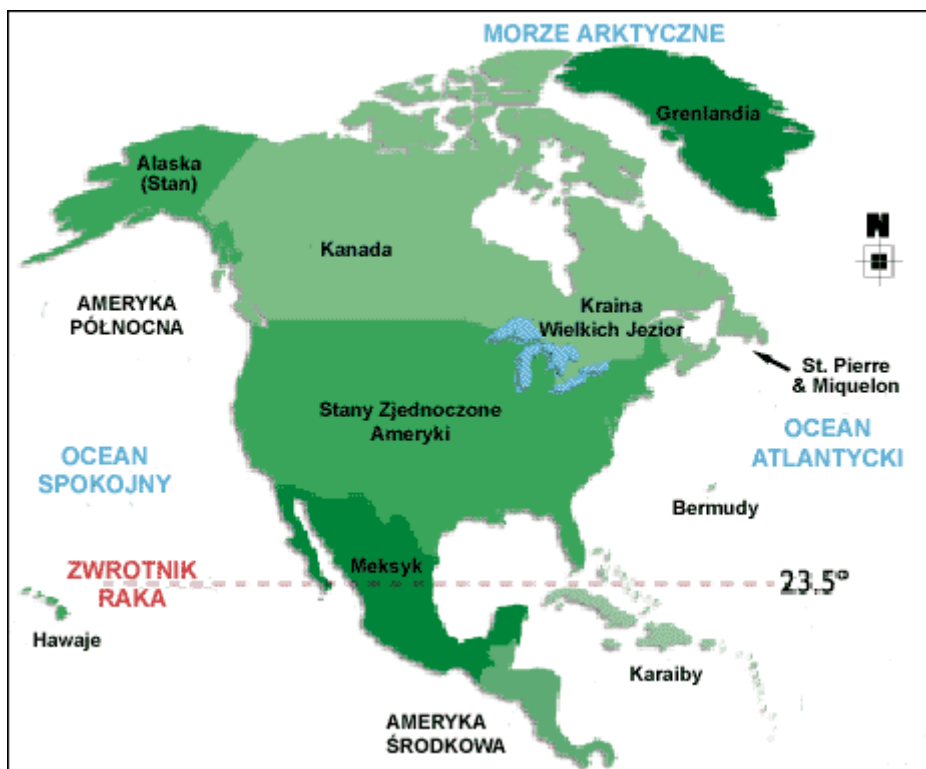 MORZE ARKTYCZNE
Grenlandia
Alaska
(Stan)
N
Kanada
AMERYKA
PÓŁNOCNA
Kraina
Wielkich Jezior
St. Pierre
& Miquelon
Stany Zjednoczone
Ameryki
OCEAN
ATLANTYCKI
OCEAN
SPOKOJNY
Bermudy
Meksyk
ZWROTNIK
RAKA
23.5º
Hawaje
Karaiby
AMERYKA
ŚRODKOWA